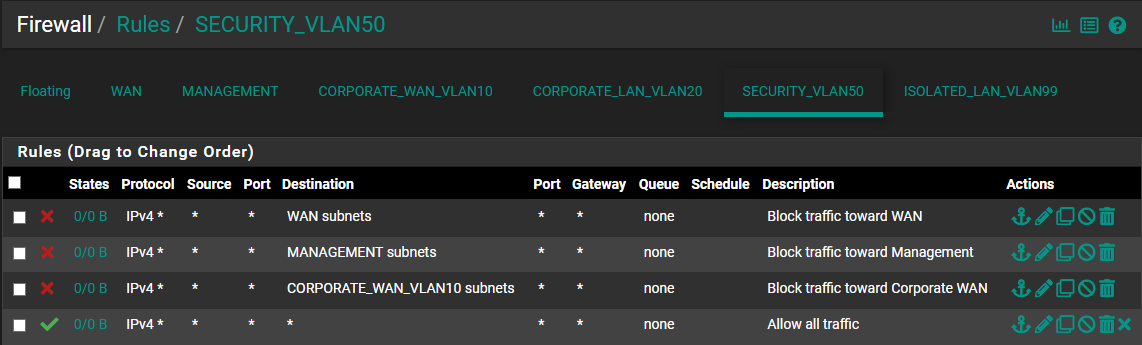 Firewall / Rules / SECURITY_VLAN50
Floating WAN MANAGEMENT CORPORATE_WAN_VLAN10 CORPORATE_LAN_VLAN20 SECURITY_VLAN50 ISOLATED_LAN_VLAN99
Rules (Drag to Change Order)
States Protocol Source Port Destination Port Gateway Queue Schedule Description Actions
0/0 B IPv4 * * * WAN subnets * * none Block traffic toward WAN
0/0 B IPv4 * * * MANAGEMENT subnets * * none Block traffic toward Management
0/0 B IPv4 * * * CORPORATE_WAN_VLAN10 subnets * * none Block traffic toward Corporate WAN
0/0 B IPv4 * * * * * * none Allow all traffic